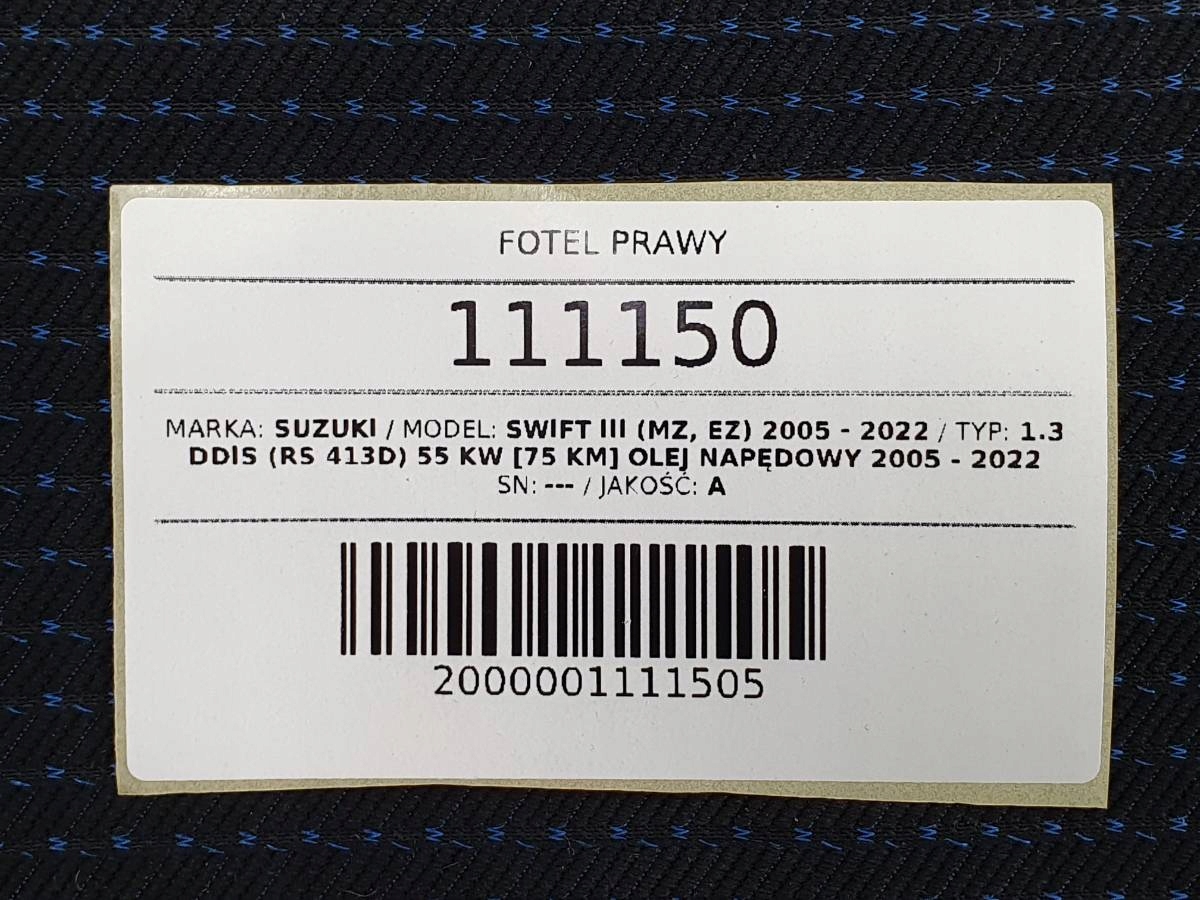 FOTEL PRAWY
111150
MARKA: SUZUKI / MODEL: SWIFT III (MZ, EZ) 2005 - 2022 / TYP: 1.3
DDIS (RS 413D) 55 KW [75 KM] OLEJ NAPĘDOWY 2005 - 2022
SN: --- / JAKOŚĆ: A
2000001111505